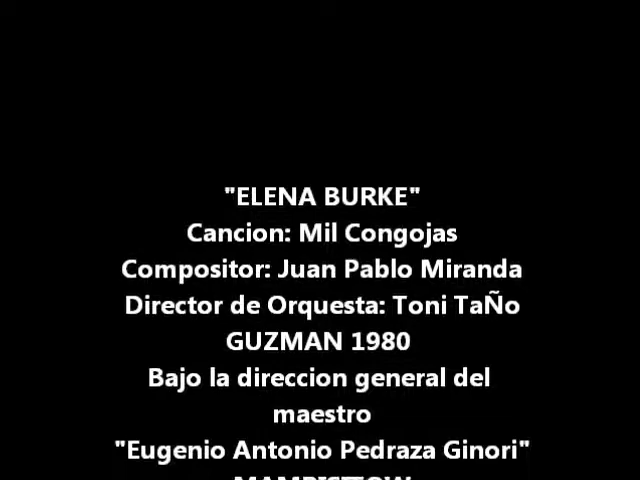 "ELENA BURKE"
Cancion: Mil Congojas
Compositor: Juan Pablo Miranda
Director de Orquesta: Toni TaÑo
GUZMAN 1980
Bajo la direccion general del
maestro
"Eugenio Antonio Pedraza Ginori"